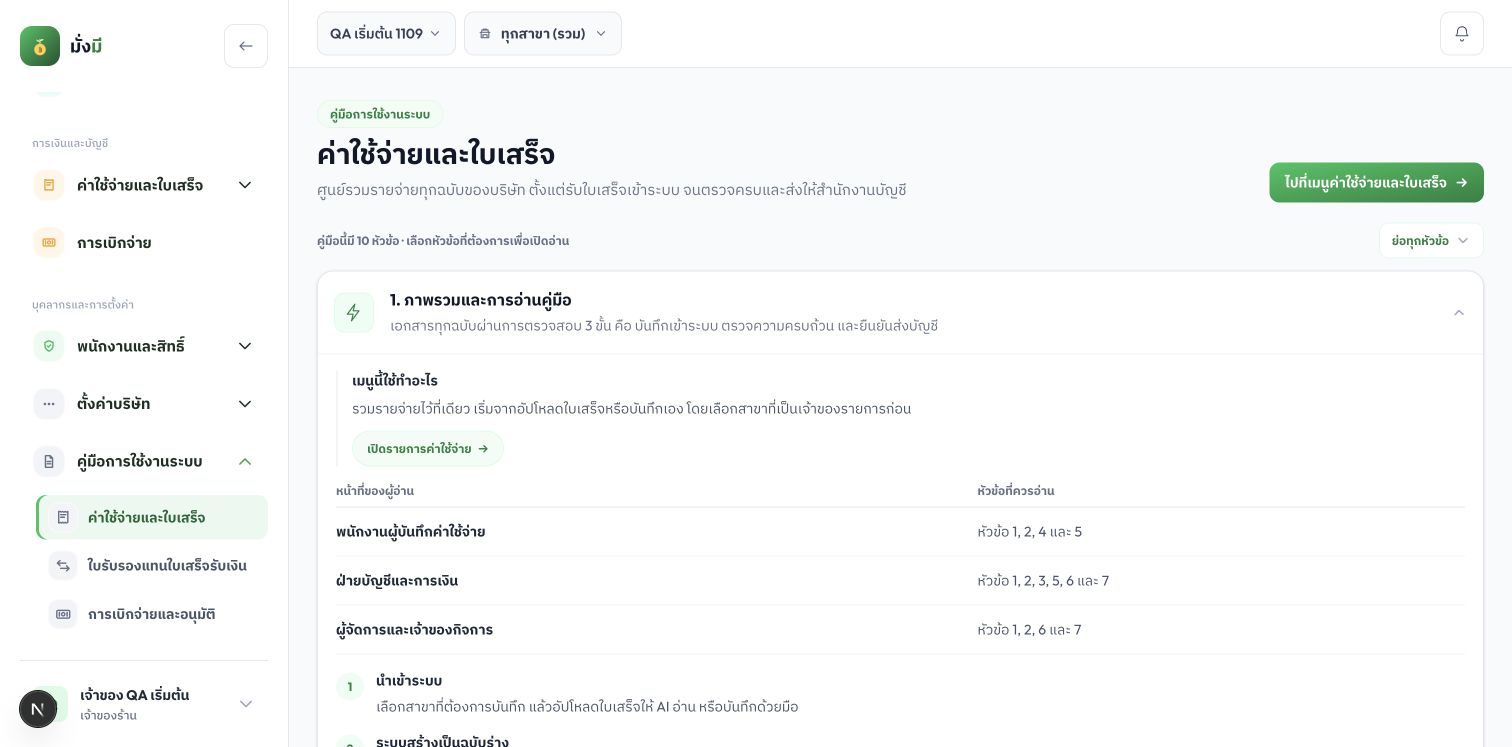 มั่งมี
การเงินและบัญชี
ค่าใช้จ่ายและใบเสร็จ
การเบิกจ่าย
บุคลากรและการตั้งค่า
พนักงานและสิทธิ์
ตั้งค่าบริษัท
คู่มือการใช้งานระบบ
ค่าใช้จ่ายและใบเสร็จ
ใบรับรองแทนใบเสร็จรับเงิน
การเบิกจ่ายและอนุมัติ
N
เจ้าของ QA เริ่มต้น
เจ้าของร้าน
QA เริ่มต้น 1109
ทุกสาขา (รวม)
คู่มือการใช้งานระบบ
ค่าใช้จ่ายและใบเสร็จ
ศูนย์รวมรายจ่ายทุกฉบับของบริษัท ตั้งแต่รับใบเสร็จเข้าระบบ จนตรวจครบและส่งให้สำนักงานบัญชี
ไปที่เมนูค่าใช้จ่ายและใบเสร็จ →
คู่มือนี้มี 10 หัวข้อ · เลือกหัวข้อที่ต้องการเพื่อเปิดอ่าน
ย่อทุกหัวข้อ
1. ภาพรวมและการอ่านคู่มือ
เอกสารทุกฉบับผ่านการตรวจสอบ 3 ขั้น คือ บันทึกเข้าระบบ ตรวจความครบถ้วน และยืนยันส่งบัญชี
เมนูนี้ใช้ทำอะไร
รวมรายจ่ายไว้ที่เดียว เริ่มจากอัปโหลดใบเสร็จหรือบันทึกเอง โดยเลือกสาขาที่เป็นเจ้าของรายการก่อน
เปิดรายการค่าใช้จ่าย →
หน้าที่ของผู้อ่าน หัวข้อที่ควรอ่าน
พนักงานผู้บันทึกค่าใช้จ่าย หัวข้อ 1, 2, 4 และ 5
ฝ่ายบัญชีและการเงิน หัวข้อ 1, 2, 3, 5, 6 และ 7
ผู้จัดการและเจ้าของกิจการ หัวข้อ 1, 2, 6 และ 7
1 นำเข้าระบบ
เลือกสาขาที่ต้องการบันทึก แล้วอัปโหลดใบเสร็จให้ AI อ่าน หรือบันทึกด้วยมือ
2 ระบบสร้างเป็นฉบับร่าง